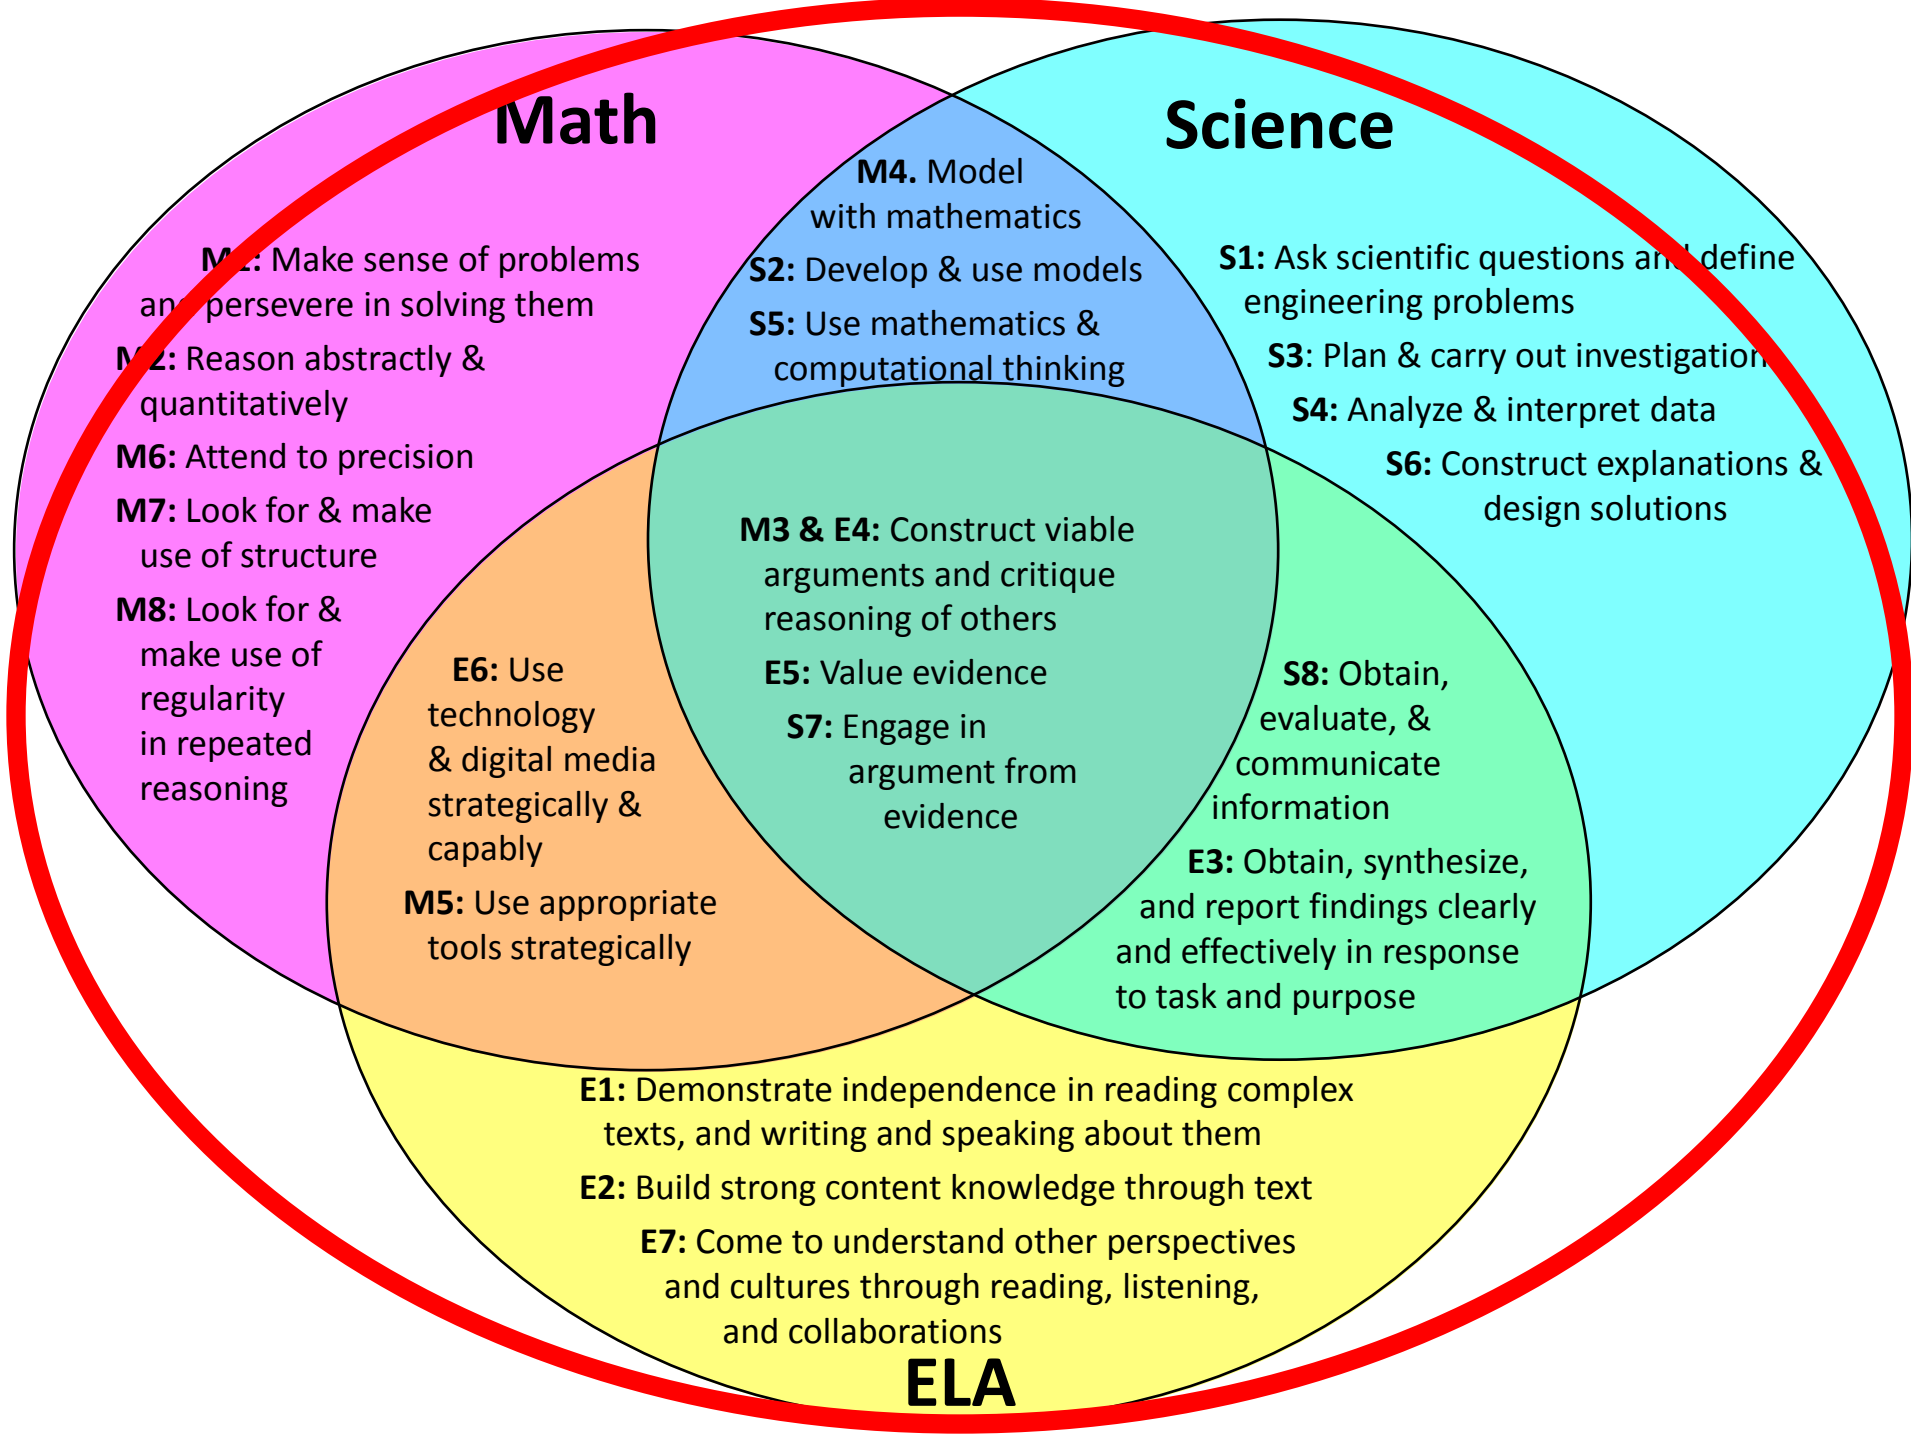 Math
Science
M4. Model
with mathematics
S2: Develop & use models
S5: Use mathematics &
computational thinking
M1: Make sense of problems
and persevere in solving them
M2: Reason abstractly &
quantitatively
M6: Attend to precision
M7: Look for & make
use of structure
M8: Look for &
make use of
regularity
in repeated
reasoning
S1: Ask scientific questions and define
engineering problems
S3: Plan & carry out investigation
S4: Analyze & interpret data
S6: Construct explanations &
design solutions
M3 & E4: Construct viable
arguments and critique
reasoning of others
E5: Value evidence
S7: Engage in
argument from
evidence
E6: Use
technology
& digital media
strategically &
capably
M5: Use appropriate
tools strategically
S8: Obtain,
evaluate, &
communicate
information
E3: Obtain, synthesize,
and report findings clearly
and effectively in response
to task and purpose
E1: Demonstrate independence in reading complex
texts, and writing and speaking about them
E2: Build strong content knowledge through text
E7: Come to understand other perspectives
and cultures through reading, listening,
and collaborations
ELA